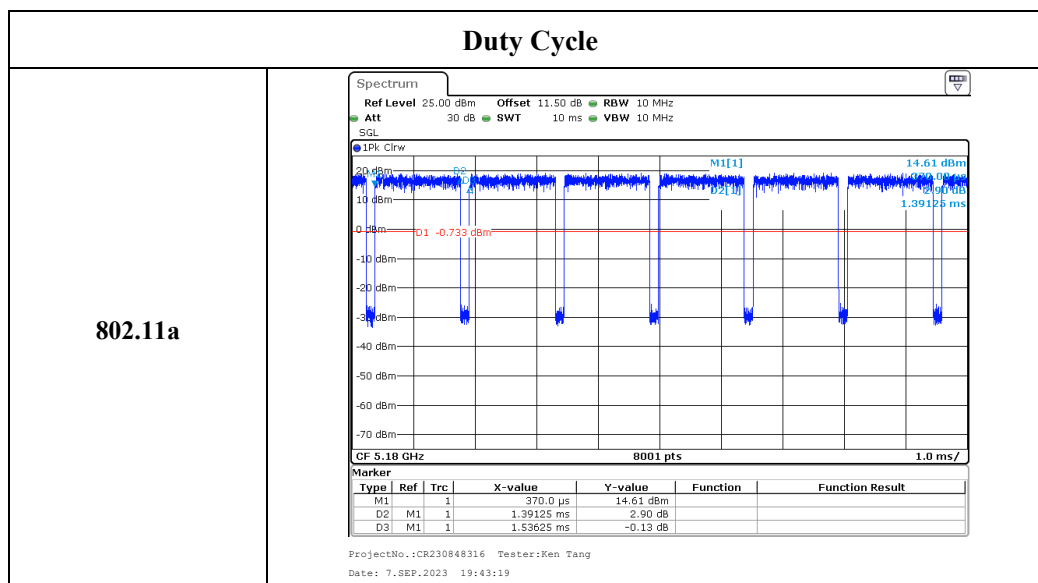 Duty Cycle
802.11a
Spectrum
Ref Level 25.00 dBm Offset 11.50 dB RBW 10 MHz
Att 30 dB SWT 10 ms VBW 10 MHz
SGL
1Pk Clrw
M1[1] 14.61 dBm
370.00 µs
D2[1] 2.90 dB
1.39125 ms
20 dBm
D2
10 dBm
0 dBm
D1 -0.733 dBm
-10 dBm
-20 dBm
-30 dBm
-40 dBm
-50 dBm
-60 dBm
-70 dBm
CF 5.18 GHz 8001 pts 1.0 ms/
Marker
Type Ref Trc X-value Y-value Function Function Result
M1 1 370.0 µs 14.61 dBm
D2 M1 1 1.39125 ms 2.90 dB
D3 M1 1 1.53625 ms -0.13 dB
ProjectNo.:CR230848316 Tester:Ken Tang
Date: 7.SEP.2023 19:43:19